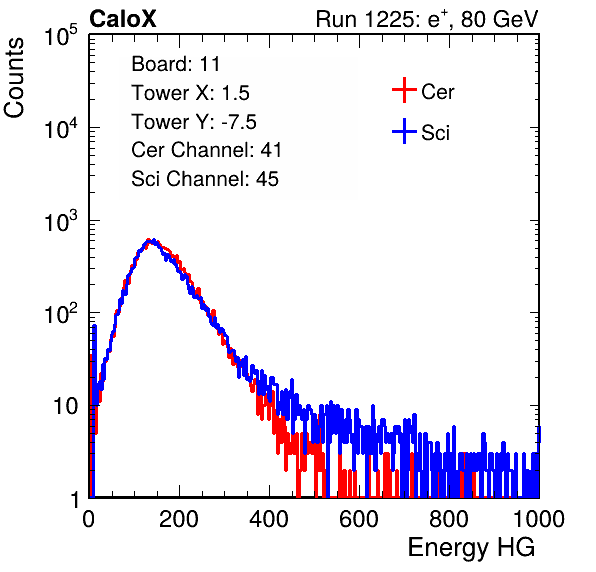 CaloX Run 1225: e+, 80 GeV
Counts
10^5
10^4
10^3
10^2
10
1
Board: 11
Tower X: 1.5
Tower Y: -7.5
Cer Channel: 41
Sci Channel: 45
Cer
Sci
0 200 400 600 800 1000
Energy HG